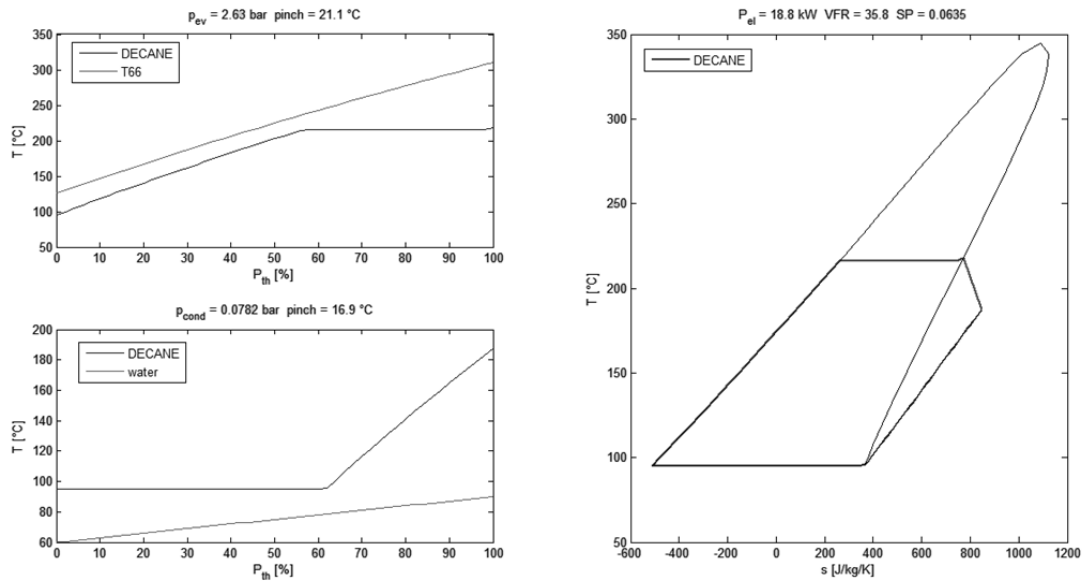 p_ev = 2.63 bar pinch = 21.1 °C
350
300
250
200
150
100
50
T [°C]
DECANE
T66
0 10 20 30 40 50 60 70 80 90 100
P_th [%]
p_cond = 0.0782 bar pinch = 16.9 °C
200
180
160
140
120
100
80
60
T [°C]
DECANE
water
0 10 20 30 40 50 60 70 80 90 100
P_th [%]
P_el = 18.8 kW VFR = 35.8 SP = 0.0635
350
300
250
200
150
100
50
T [°C]
DECANE
-600 -400 -200 0 200 400 600 800 1000 1200
s [J/kg/K]